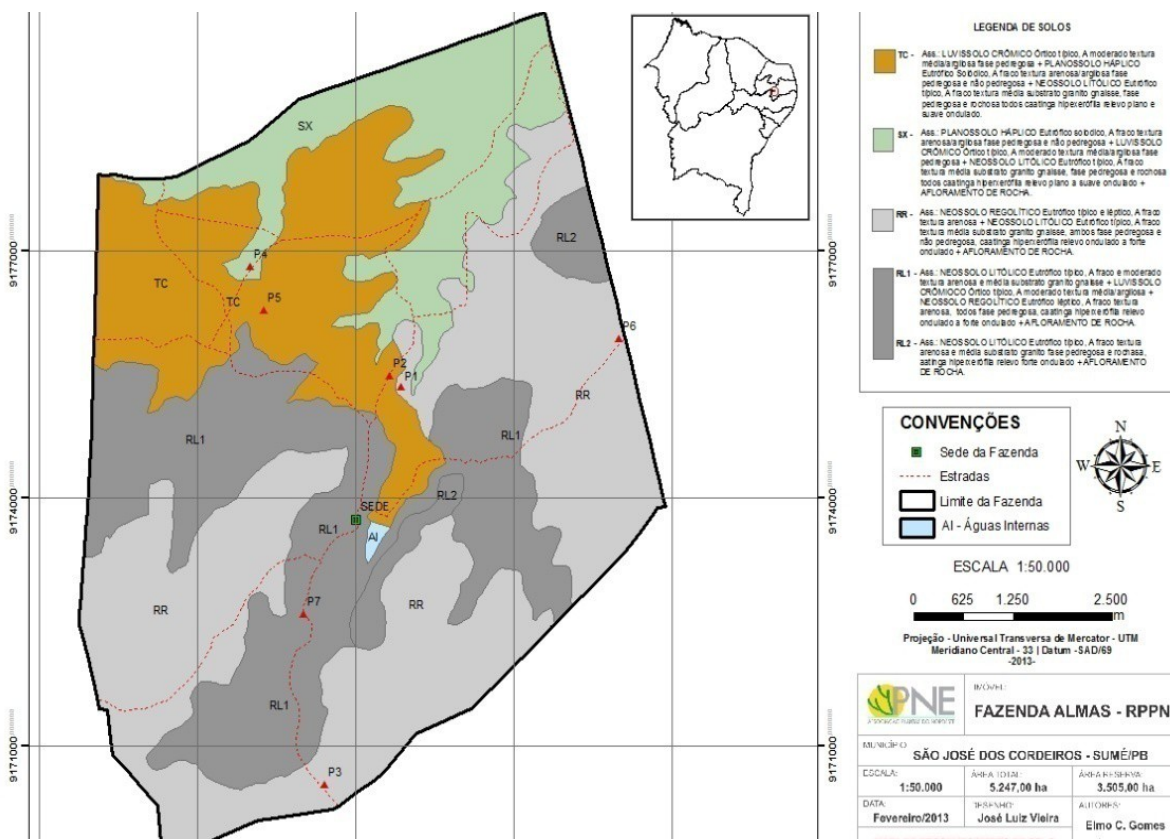 LEGENDA DE SOLOS
TC - Ass.: LUVISSOLO CRÔMICO Órtico típico, A moderado textura
média/argilosa fase pedregosa + PLANOSSOLO HÁPLICO
Eutrófico Solódico, A fraco textura arenosa/argilosa fase
pedregosa e não pedregosa + NEOSSOLO LITÓLICO Eutrófico
típico, A fraco textura média substrato granito gnaisse, fase
pedregosa e rochosa todos caatinga hiperxerófila relevo plano e
suave ondulado.
SX - Ass.: PLANOSSOLO HÁPLICO Eutrófico solódico, A fraco textura
arenosa/argilosa fase pedregosa e não pedregosa + LUVISSOLO
CRÔMICO Órtico típico, A moderado textura média/argilosa fase
pedregosa + NEOSSOLO LITÓLICO Eutrófico típico, A fraco
textura média substrato granito gnaisse, fase pedregosa e rochosa
todos caatinga hiperxerófila relevo plano a suave ondulado +
AFLORAMENTO DE ROCHA.
RR - Ass.: NEOSSOLO REGOLÍTICO Eutrófico típico e léptico, A fraco
textura arenosa + NEOSSOLO LITÓLICO Eutrófico típico, A fraco
textura média substrato granito gnaisse, ambos fase pedregosa e
não pedregosa, caatinga hiperxerófila relevo ondulado a forte
ondulado + AFLORAMENTO DE ROCHA.
RL1 - Ass.: NEOSSOLO LITÓLICO Eutrófico típico, A fraco e moderado
textura arenosa e média substrato granito gnaisse + LUVISSOLO
CRÔMIOCO Órtico típico, A moderado textura média/argilosa +
NEOSSOLO REGOLÍTICO Eutrófico léptico, A fraco textura
arenosa, todos fase pedregosa, caatinga hiperxerófila relevo
ondulado a forte ondulado + AFLORAMENTO DE ROCHA.
RL2 - Ass.: NEOSSOLO LITÓLICO Eutrófico típico, A fraco textura
arenosa e média substrato granito fase pedregosa e rochosa,
aatinga hiperxerófila relevo forte ondulado +AFLORAMENTO
DE ROCHA.
SX
RL2
9177000
9177000
P4
TC
TC
P5
P6
P2
P1
RR
RL1
RL1
RL2
9174000
9174000
SEDE
RL1
AI
RR
RR
P7
RL1
9171000
9171000
P3
CONVENÇÕES
Sede da Fazenda
Estradas
Limite da Fazenda
AI - Águas Internas
N
W
E
S
ESCALA 1:50.000
0 625 1.250 2.500
m
Projeção - Universal Transversa de Mercator - UTM
Meridiano Central - 33 | Datum -SAD/69
-2013-
PNE
IMÓVEL:
FAZENDA ALMAS - RPPN
MUNICÍPIO
SÃO JOSÉ DOS CORDEIROS - SUMÉ/PB
ESCALA:
1:50.000
ÁREA TOTAL:
5.247,00 ha
ÁREA RESERVA:
3.505,00 ha
DATA:
Fevereiro/2013
DESENHO:
José Luiz Vieira
AUTORES:
Elmo C. Gomes